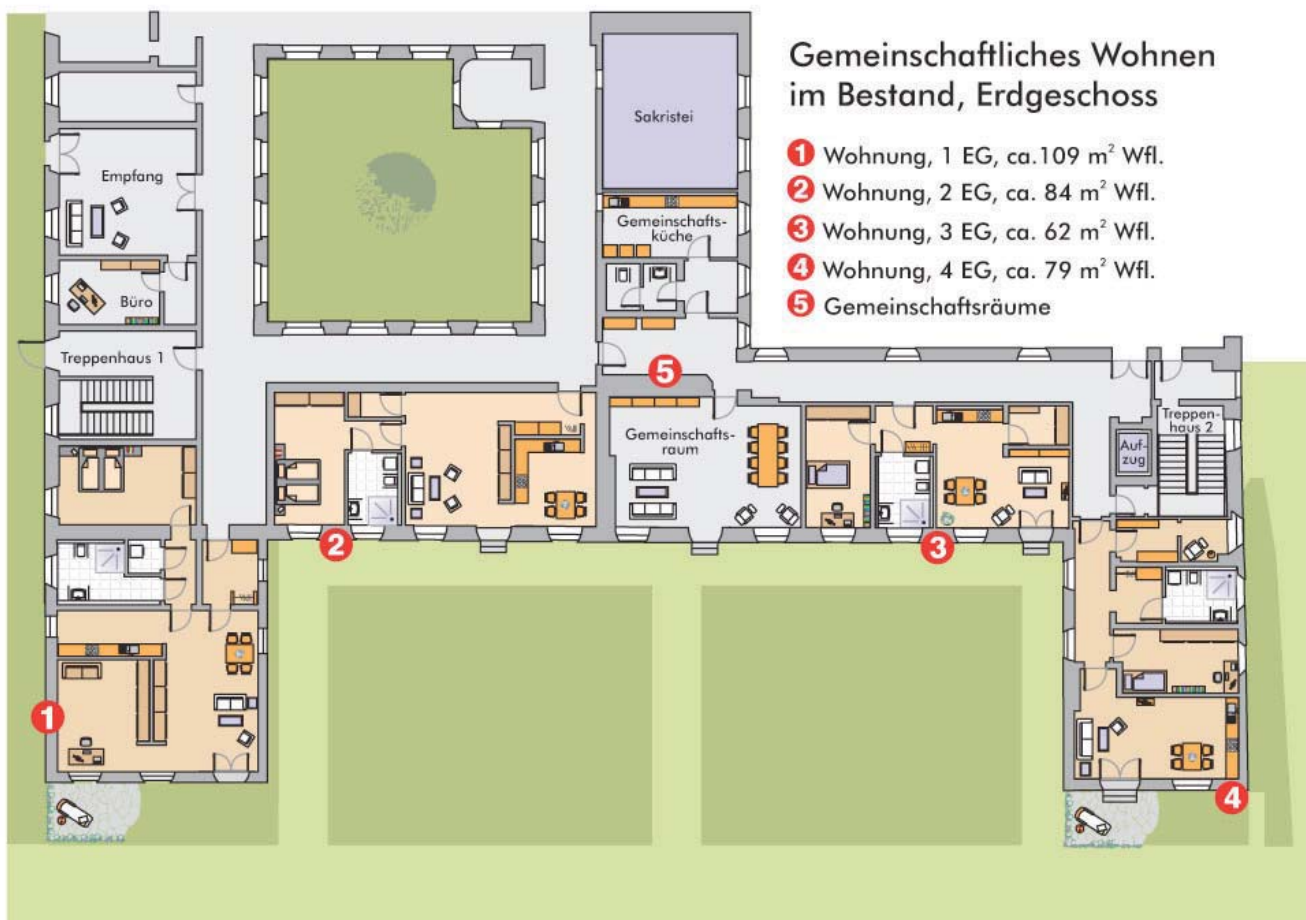 Gemeinschaftliches Wohnen
im Bestand, Erdgeschoss
1 Wohnung, 1 EG, ca.109 m² Wfl.
2 Wohnung, 2 EG, ca. 84 m² Wfl.
3 Wohnung, 3 EG, ca. 62 m² Wfl.
4 Wohnung, 4 EG, ca. 79 m² Wfl.
5 Gemeinschaftsräume
Sakristei
Empfang
Gemeinschafts-
küche
Büro
Treppenhaus 1
5
Gemeinschafts-
raum
Treppen-
haus 2
Auf-
zug
2
3
1
4